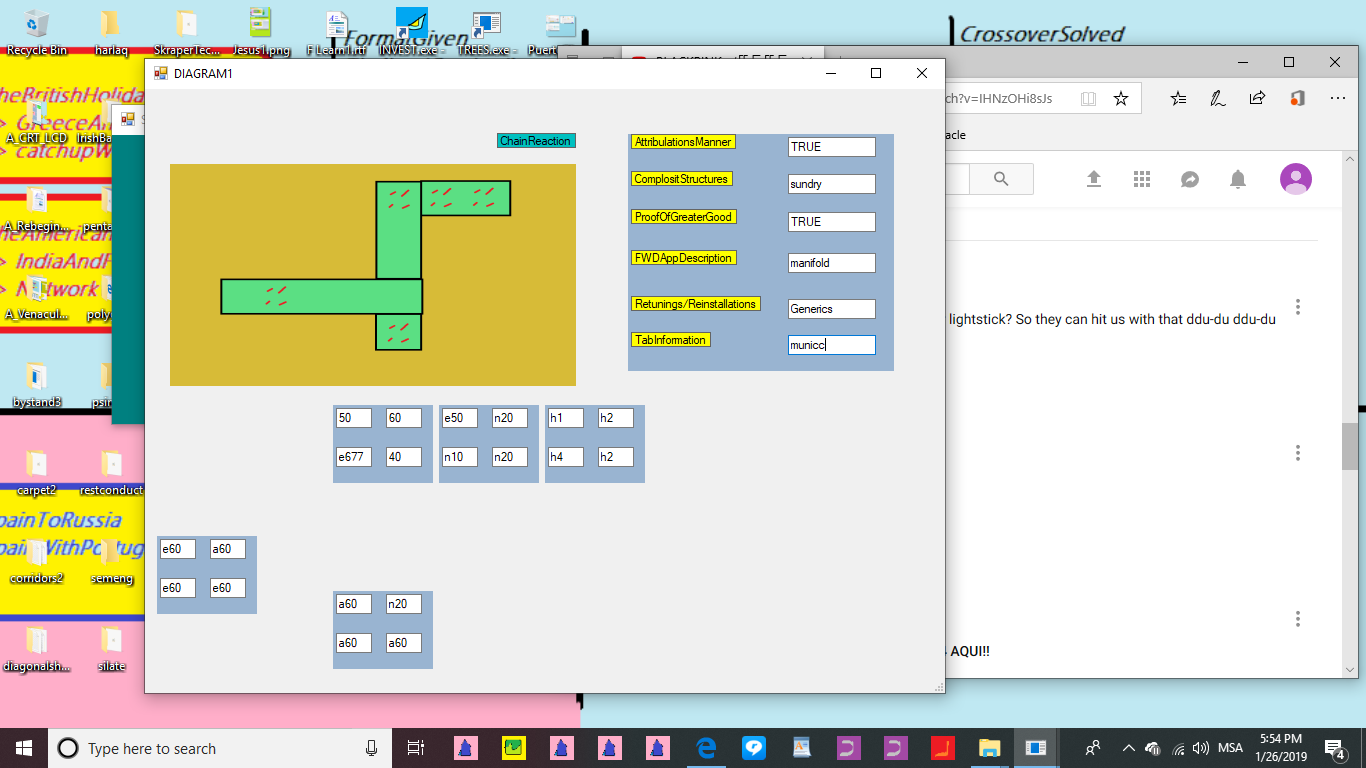 Recycle Bin
harlaq
SkraperTec...
Jesus1.png
F Learn1.rtf
INVEST.exe -
TREES.exe -
Puert
FormatGiven
CrossoverSolved
DIAGRAM1
ch?v=IHNzOHi8sJs
acle
ChainReaction
AttribulationsManner
TRUE
ComplositStructures
sundry
ProofOfGreaterGood
TRUE
FWDAppDescription
manifold
Retunings/Reinstallations
Generics
TabInformation
municc
lightstick? So they can hit us with that ddu-du ddu-du
AQUI!!
50
60
e50
n20
h1
h2
e677
40
n10
n20
h4
h2
e60
a60
e60
e60
a60
n20
a60
a60
heBritishHolida
> GreeceAn
> catchupW
A_CRT_LCD
IrishBa
A_Rebegin...
penta
heAmerican
> IndiaAndF
> Network
A_Venacul...
poly
bystand3
psir
carpet2
restconduct
painToRussia
painWithPortug
corridors2
semeng
diagonalsh...
silate
Type here to search
MSA
5:54 PM
1/26/2019
4